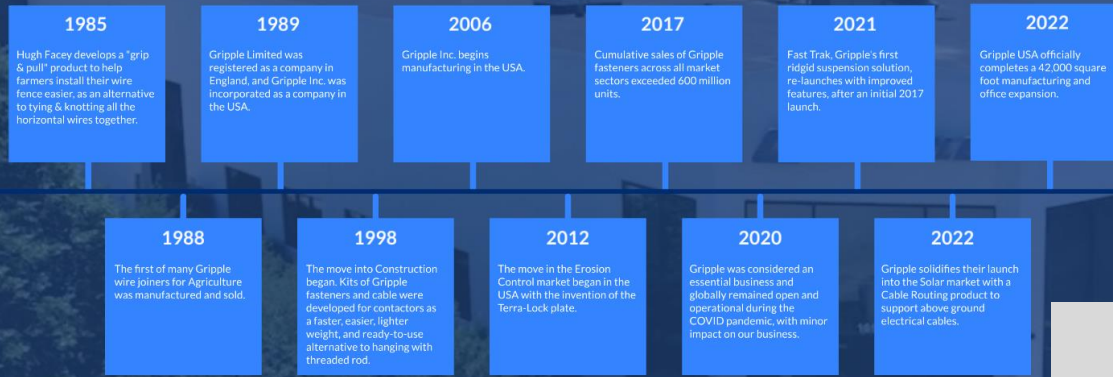 1985
Hugh Facey develops a "grip
& pull" product to help
farmers install their wire
fence easier, as an alternative
to tying & knotting all the
horizontal wires together.
1989
Gripple Limited was
registered as a company in
England, and Gripple Inc. was
incorporated as a company in
the USA.
2006
Gripple Inc. begins
manufacturing in the USA.
2017
Cumulative sales of Gripple
fasteners across all market
sectors exceeded 600 million
units.
2021
Fast Trak, Gripple's first
ridgid suspension solution,
re-launches with improved
features, after an initial 2017
launch.
2022
Gripple USA officially
completes a 42,000 square
foot manufacturing and
office expansion.
1988
The first of many Gripple
wire joiners for Agriculture
was manufactured and sold.
1998
The move into Construction
began. Kits of Gripple
fasteners and cable were
developed for contactors as
a faster, easier, lighter
weight, and ready-to-use
alternative to hanging with
threaded rod.
2012
The move in the Erosion
Control market began in the
USA with the invention of the
Terra-Lock plate.
2020
Gripple was considered an
essential business and
globally remained open and
operational during the
COVID pandemic, with minor
impact on our business.
2022
Gripple solidifies their launch
into the Solar market with a
Cable Routing product to
support above ground
electrical cables.